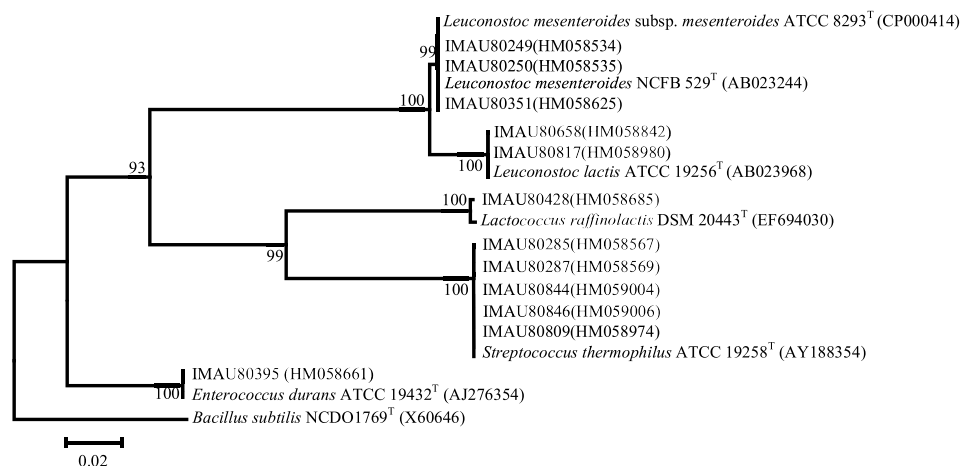 Leuconostoc mesenteroides subsp. mesenteroides ATCC 8293T (CP000414)
99
IMAU80249(HM058534)
IMAU80250(HM058535)
Leuconostoc mesenteroides NCFB 529T (AB023244)
100
IMAU80351(HM058625)
IMAU80658(HM058842)
IMAU80817(HM058980)
100
Leuconostoc lactis ATCC 19256T (AB023968)
93
100
IMAU80428(HM058685)
Lactococcus raffinolactis DSM 20443T (EF694030)
IMAU80285(HM058567)
99
IMAU80287(HM058569)
IMAU80844(HM059004)
100
IMAU80846(HM059006)
IMAU80809(HM058974)
Streptococcus thermophilus ATCC 19258T (AY188354)
IMAU80395 (HM058661)
100
Enterococcus durans ATCC 19432T (AJ276354)
Bacillus subtilis NCDO1769T (X60646)
0.02